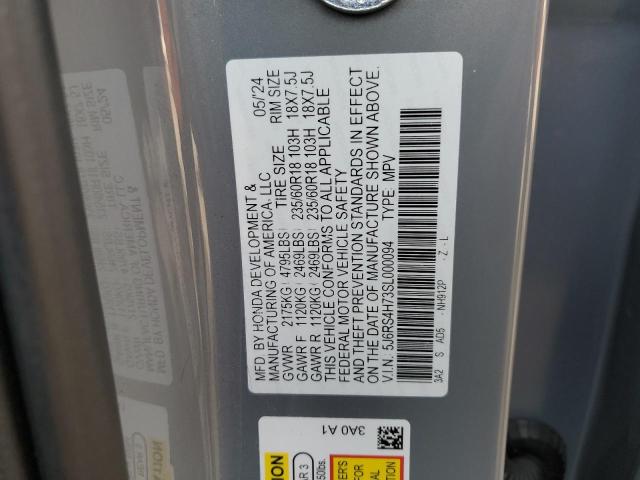 MFD. BY HONDA DEVELOPMENT & 05/'24
MANUFACTURING OF AMERICA, LLC TIRE SIZE RIM SIZE
GVWR 2175KG(4795LBS)
GAWR F 1120KG(2469LBS) 235/60R18 103H 18X7.5J
GAWR R 1120KG(2469LBS) 235/60R18 103H 18X7.5J
THIS VEHICLE CONFORMS TO ALL APPLICABLE
FEDERAL MOTOR VEHICLE SAFETY
AND THEFT PREVENTION STANDARDS IN EFFECT
ON THE DATE OF MANUFACTURE SHOWN ABOVE.
V.I.N.: 5J6RS4H73SL000094 TYPE: MPV
3A2 S AD5 - NH912P - Z - L
3A0 A1